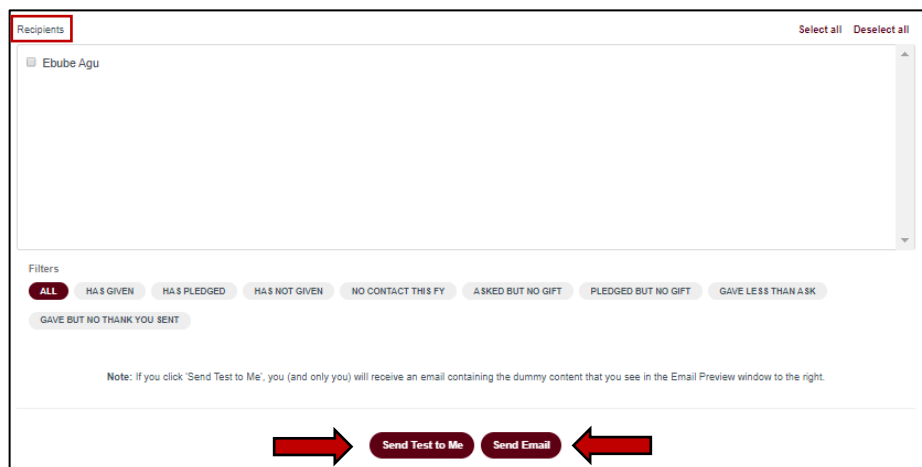 Recipients Select all Deselect all
Ebube Agu
Filters
ALL HAS GIVEN HAS PLEDGED HAS NOT GIVEN NO CONTACT THIS FY ASKED BUT NO GIFT PLEDGED BUT NO GIFT GAVE LESS THAN ASK
GAVE BUT NO THANK YOU SENT
Note: If you click 'Send Test to Me', you (and only you) will receive an email containing the dummy content that you see in the Email Preview window to the right.
Send Test to Me Send Email